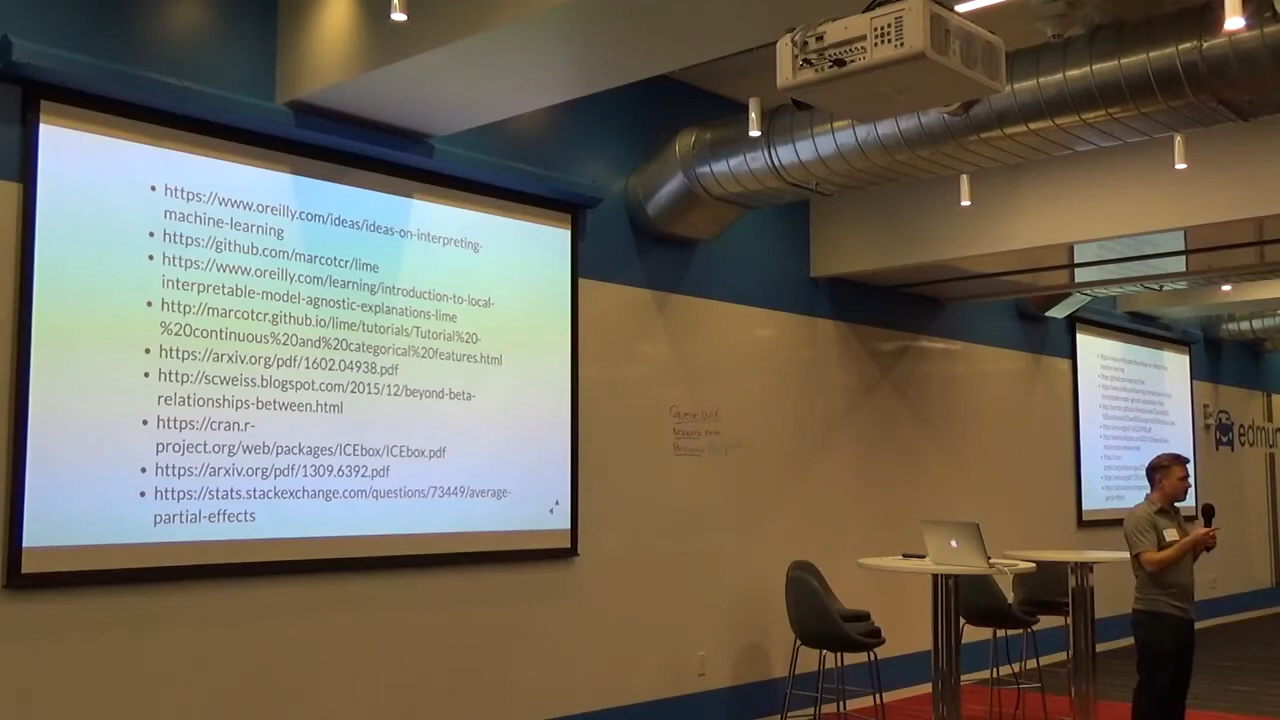 https://www.oreilly.com/ideas/ideas-on-interpreting-
machine-learning
https://github.com/marcotcr/lime
https://www.oreilly.com/learning/introduction-to-local-
interpretable-model-agnostic-explanations-lime
http://marcotcr.github.io/lime/tutorials/Tutorial%20-
%20continuous%20and%20categorical%20features.html
https://arxiv.org/pdf/1602.04938.pdf
http://scweiss.blogspot.com/2015/12/beyond-beta-
relationships-between.html
https://cran.r-
project.org/web/packages/ICEbox/ICEbox.pdf
https://arxiv.org/pdf/1309.6392.pdf
https://stats.stackexchange.com/questions/73449/average-
partial-effects
edmun